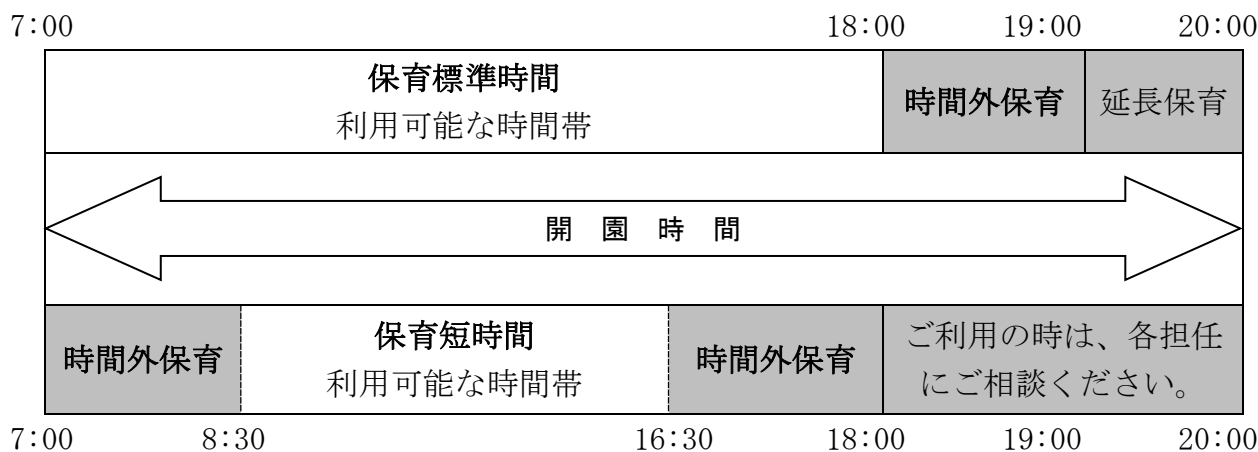 7:00 18:00 19:00 20:00
保育標準時間
利用可能な時間帯
時間外保育
延長保育
開 園 時 間
時間外保育
保育短時間
利用可能な時間帯
時間外保育
ご利用の時は、各担任
にご相談ください。
7:00 8:30 16:30 18:00 19:00 20:00